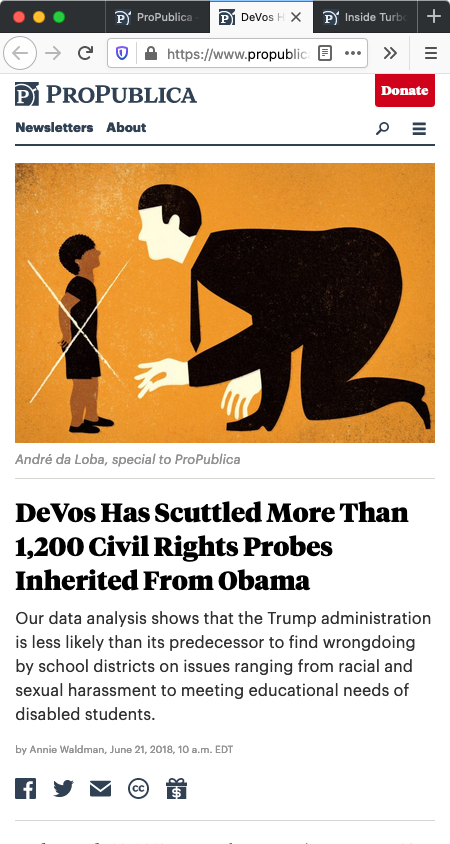 ProPublica
DeVos H
Inside Turbo
https://www.propublic
ProPublica
Donate
Newsletters About
André da Loba, special to ProPublica
DeVos Has Scuttled More Than
1,200 Civil Rights Probes
Inherited From Obama
Our data analysis shows that the Trump administration
is less likely than its predecessor to find wrongdoing
by school districts on issues ranging from racial and
sexual harassment to meeting educational needs of
disabled students.
by Annie Waldman, June 21, 2018, 10 a.m. EDT